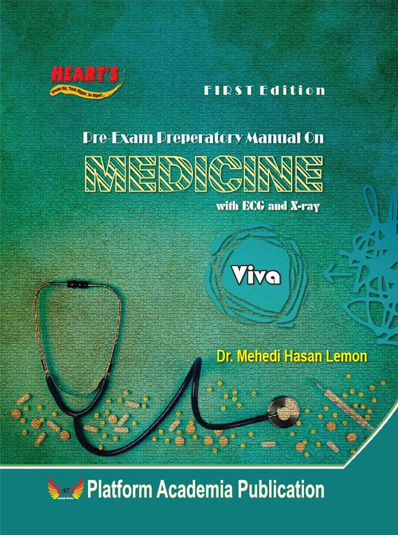 HEART'S
FIRST Edition
Pre-Exam Preperatory Manual On
MEDICINE
with ECG and X-ray
Viva
Dr. Mehedi Hasan Lemon
Platform Academia Publication